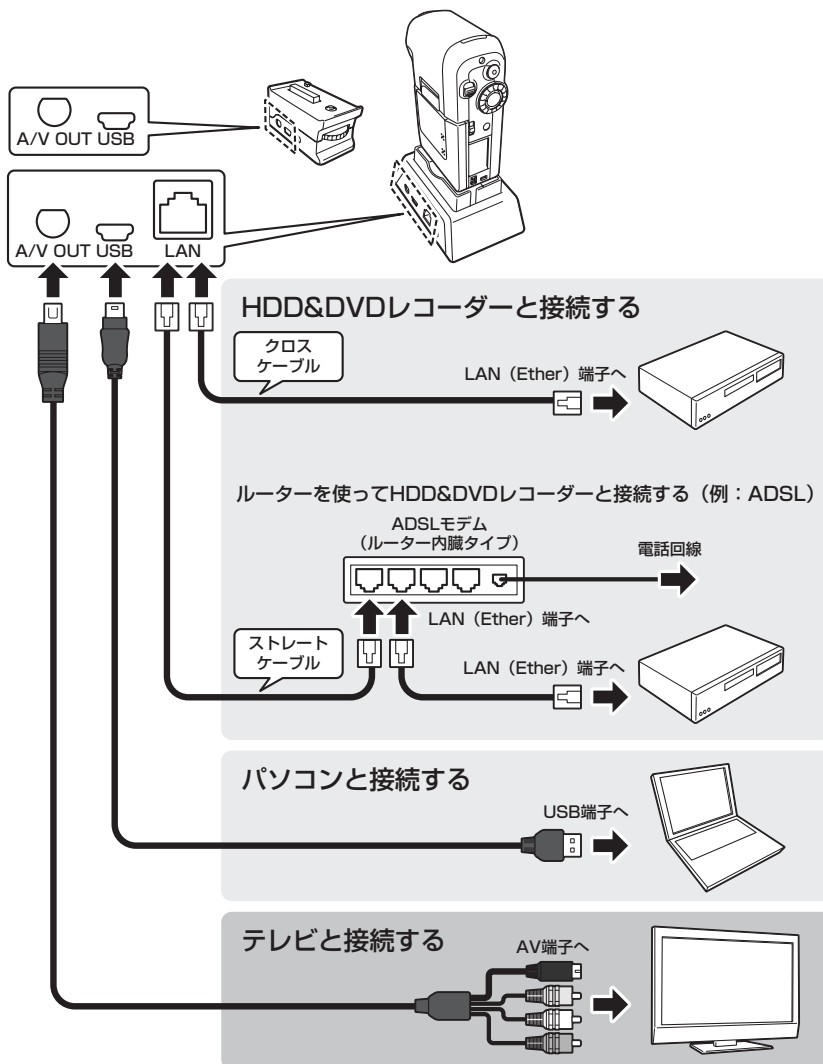 A/V OUT USB
A/V OUT USB LAN
HDD&DVDレコーダーと接続する
クロス
ケーブル
LAN（Ether）端子へ
ルーターを使ってHDD&DVDレコーダーと接続する（例：ADSL）
ADSLモデム
（ルーター内臓タイプ）
電話回線
LAN（Ether）端子へ
ストレート
ケーブル
LAN（Ether）端子へ
パソコンと接続する
USB端子へ
テレビと接続する
AV端子へ